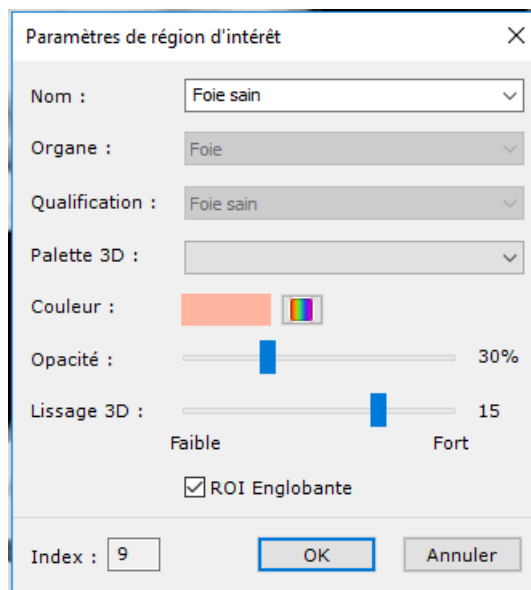 Paramètres de région d'intérêt
Nom : Foie sain
Organe : Foie
Qualification : Foie sain
Palette 3D :
Couleur :
Opacité : 30%
Lissage 3D : 15
Faible Fort
ROI Englobante
Index : 9 OK Annuler